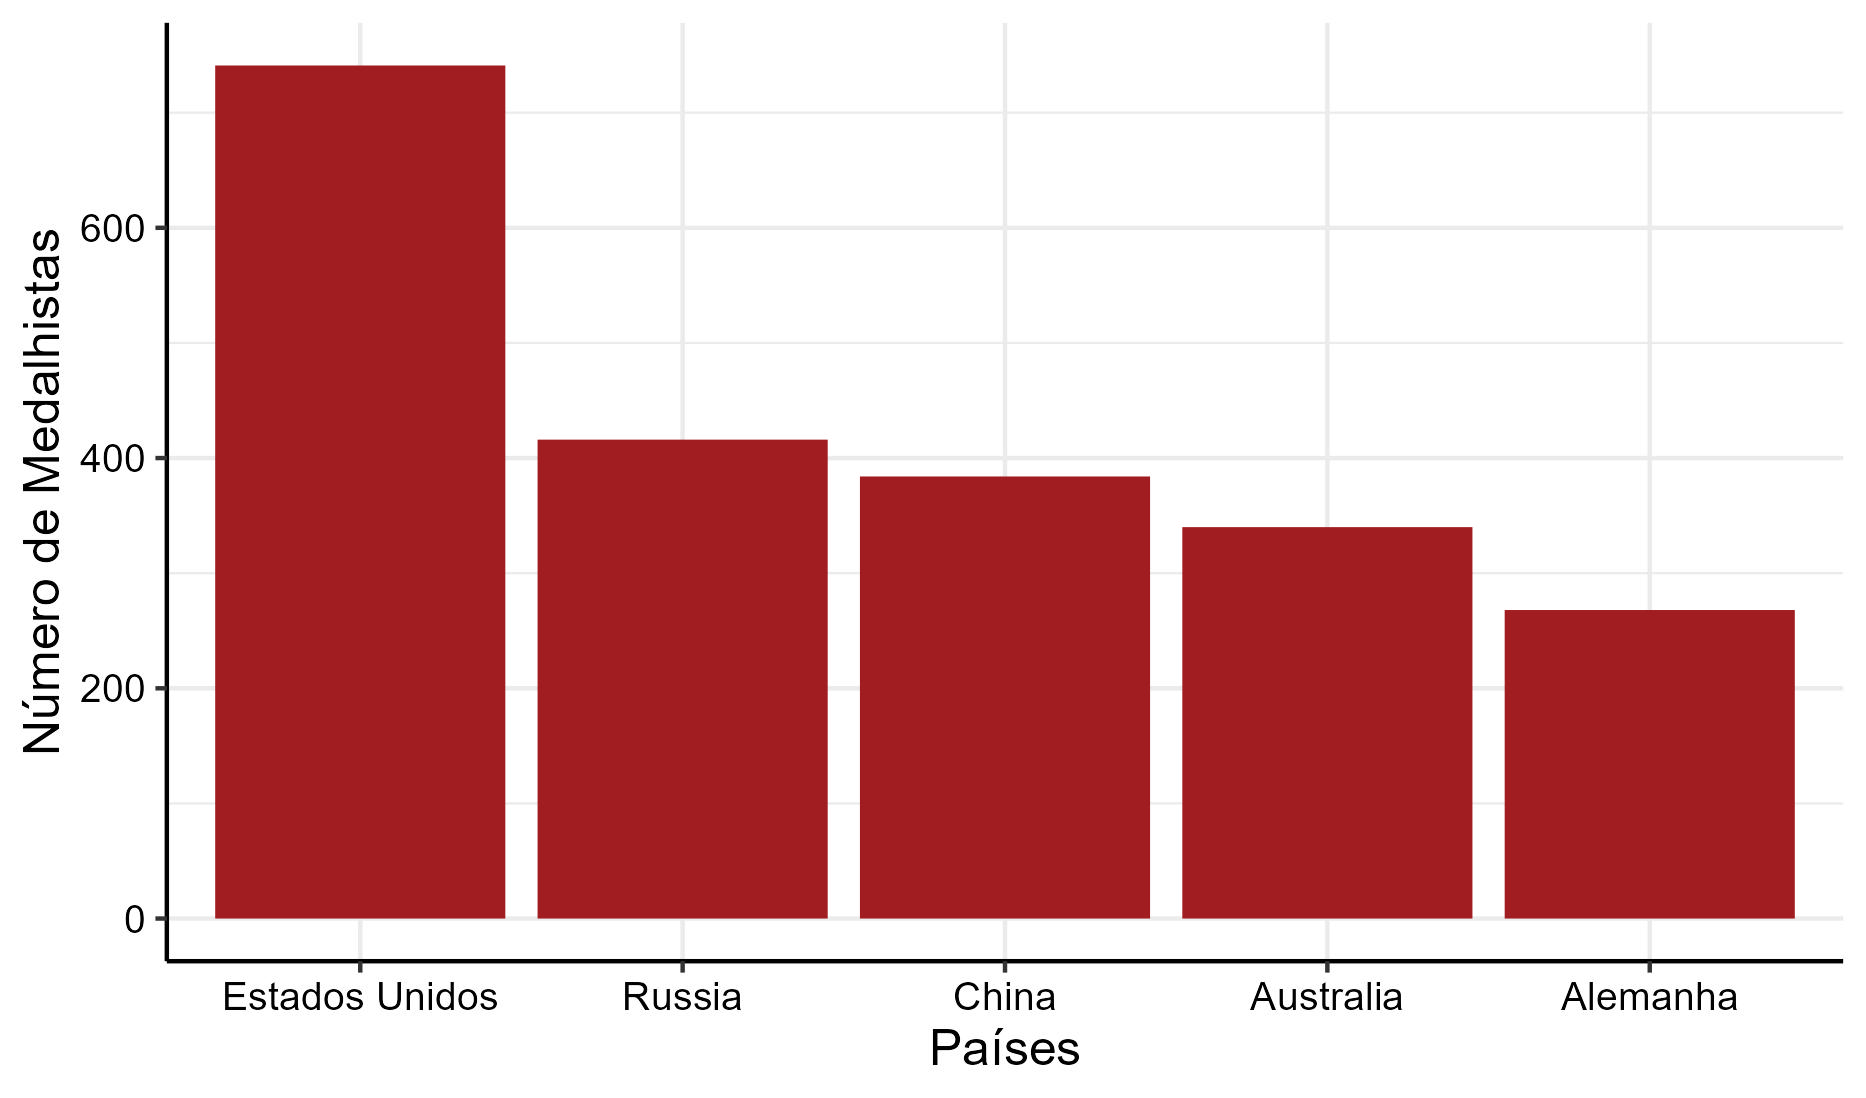 Número de Medalhistas
600
400
200
0
Estados Unidos
Russia
China
Australia
Alemanha
Países